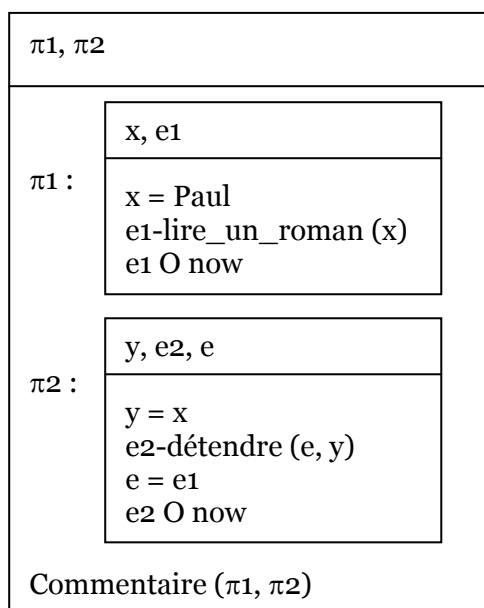 π1, π2
x, e1
π1 :
x = Paul
e1-lire_un_roman (x)
e1 O now
y, e2, e
π2 :
y = x
e2-détendre (e, y)
e = e1
e2 O now
Commentaire (π1, π2)